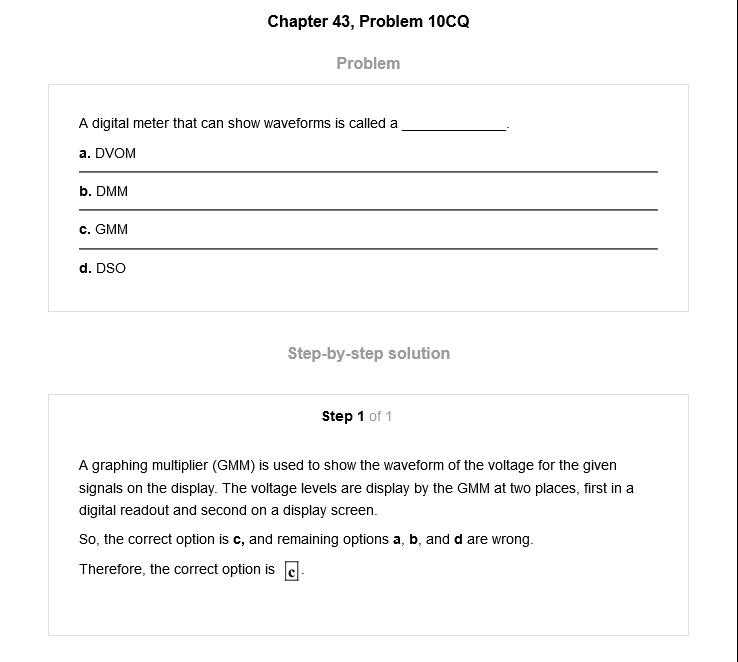 Chapter 43, Problem 10CQ
Problem
A digital meter that can show waveforms is called a ______________.
a. DVOM
b. DMM
c. GMM
d. DSO
Step-by-step solution
Step 1 of 1
A graphing multiplier (GMM) is used to show the waveform of the voltage for the given
signals on the display. The voltage levels are display by the GMM at two places, first in a
digital readout and second on a display screen.
So, the correct option is c, and remaining options a, b, and d are wrong.
Therefore, the correct option is c.